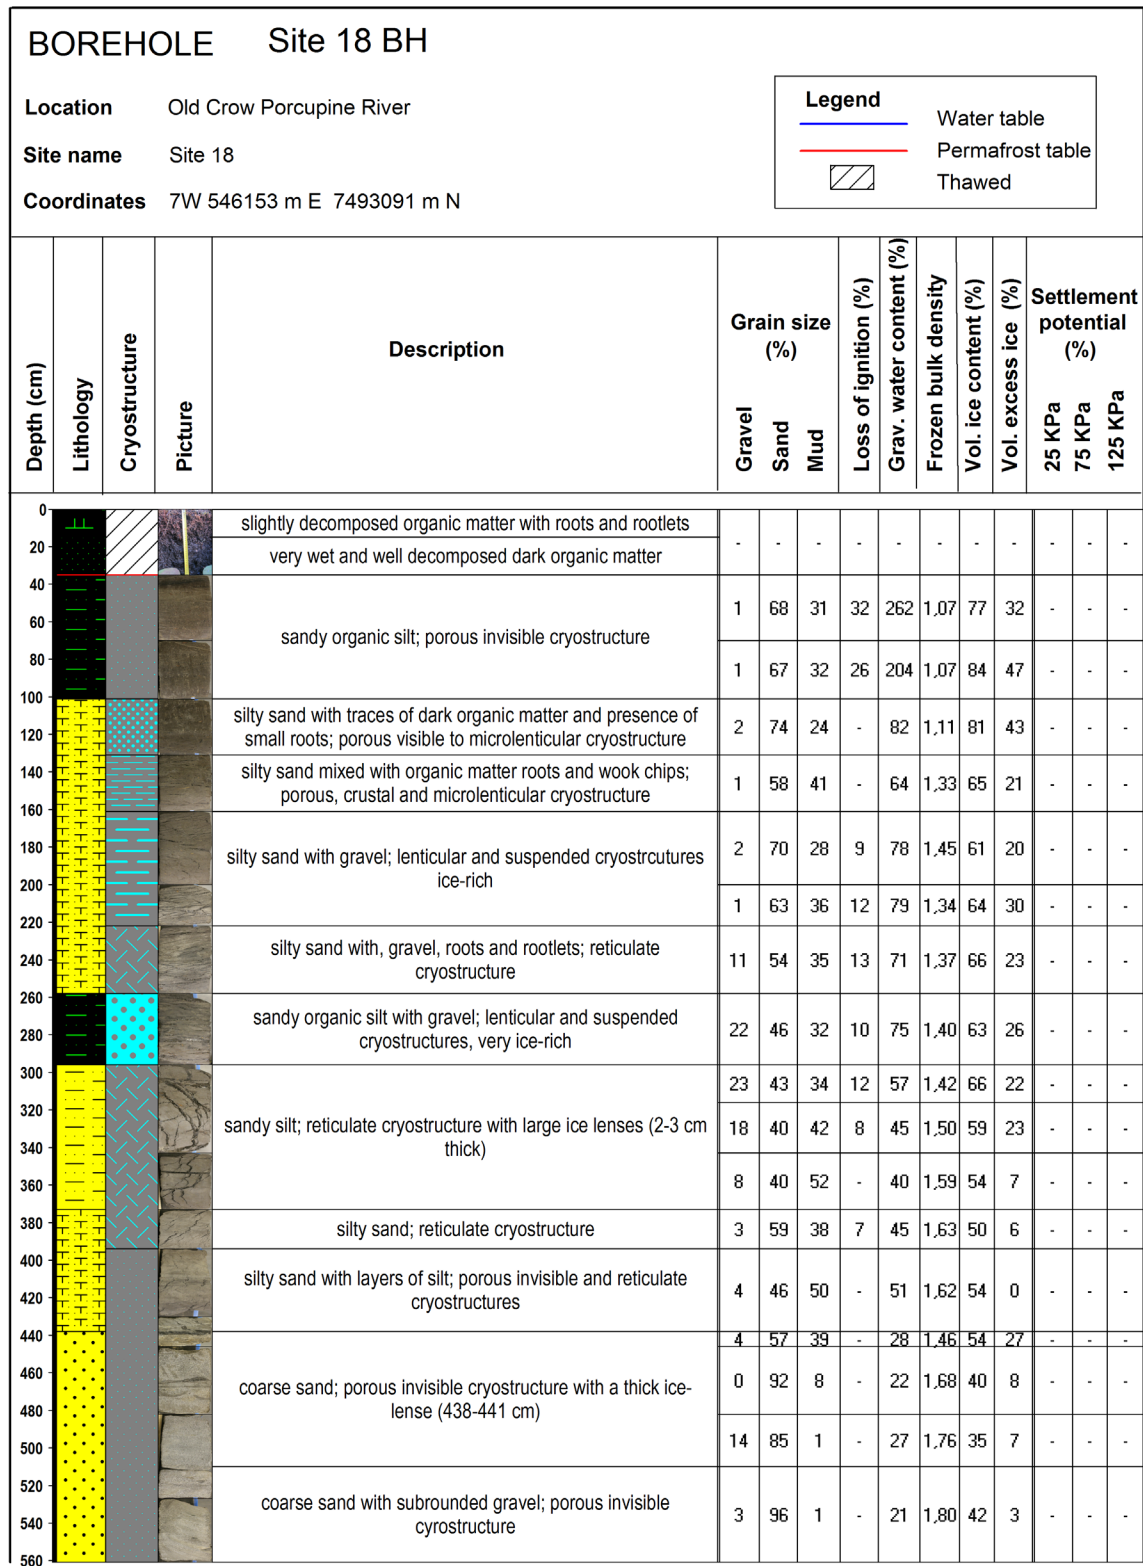 BOREHOLE Site 18 BH
Location Old Crow Porcupine River
Site name Site 18
Coordinates 7W 546153 m E 7493091 m N
Legend
Water table
Permafrost table
Thawed
Depth (cm)
Lithology
Cryostructure
Picture
Description
Grain size
(%)
Gravel
Sand
Mud
Loss of ignition (%)
Grav. water content (%)
Frozen bulk density
Vol. ice content (%)
Vol. excess ice (%)
Settlement
potential
(%)
25 KPa
75 KPa
125 KPa
0
20
40
60
80
100
120
140
160
180
200
220
240
260
280
300
320
340
360
380
400
420
440
460
480
500
520
540
560
slightly decomposed organic matter with roots and rootlets
very wet and well decomposed dark organic matter
- - - - - - - - - - -
sandy organic silt; porous invisible cryostructure
1 68 31 32 262 1,07 77 32 - - -
1 67 32 26 204 1,07 84 47 - - -
silty sand with traces of dark organic matter and presence of
small roots; porous visible to microlenticular cryostructure
2 74 24 - 82 1,11 81 43 - - -
silty sand mixed with organic matter roots and wook chips;
porous, crustal and microlenticular cryostructure
1 58 41 - 64 1,33 65 21 - - -
silty sand with gravel; lenticular and suspended cryostrcutures
ice-rich
2 70 28 9 78 1,45 61 20 - - -
1 63 36 12 79 1,34 64 30 - - -
silty sand with, gravel, roots and rootlets; reticulate
cryostructure
11 54 35 13 71 1,37 66 23 - - -
sandy organic silt with gravel; lenticular and suspended
cryostructures, very ice-rich
22 46 32 10 75 1,40 63 26 - - -
sandy silt; reticulate cryostructure with large ice lenses (2-3 cm
thick)
23 43 34 12 57 1,42 66 22 - - -
18 40 42 8 45 1,50 59 23 - - -
8 40 52 - 40 1,59 54 7 - - -
silty sand; reticulate cryostructure
3 59 38 7 45 1,63 50 6 - - -
silty sand with layers of silt; porous invisible and reticulate
cryostructures
4 46 50 - 51 1,62 54 0 - - -
coarse sand; porous invisible cryostructure with a thick ice-
lense (438-441 cm)
4 57 39 - 28 1,46 54 27 - - -
0 92 8 - 22 1,68 40 8 - - -
14 85 1 - 27 1,76 35 7 - - -
coarse sand with subrounded gravel; porous invisible
cyrostructure
3 96 1 - 21 1,80 42 3 - - -